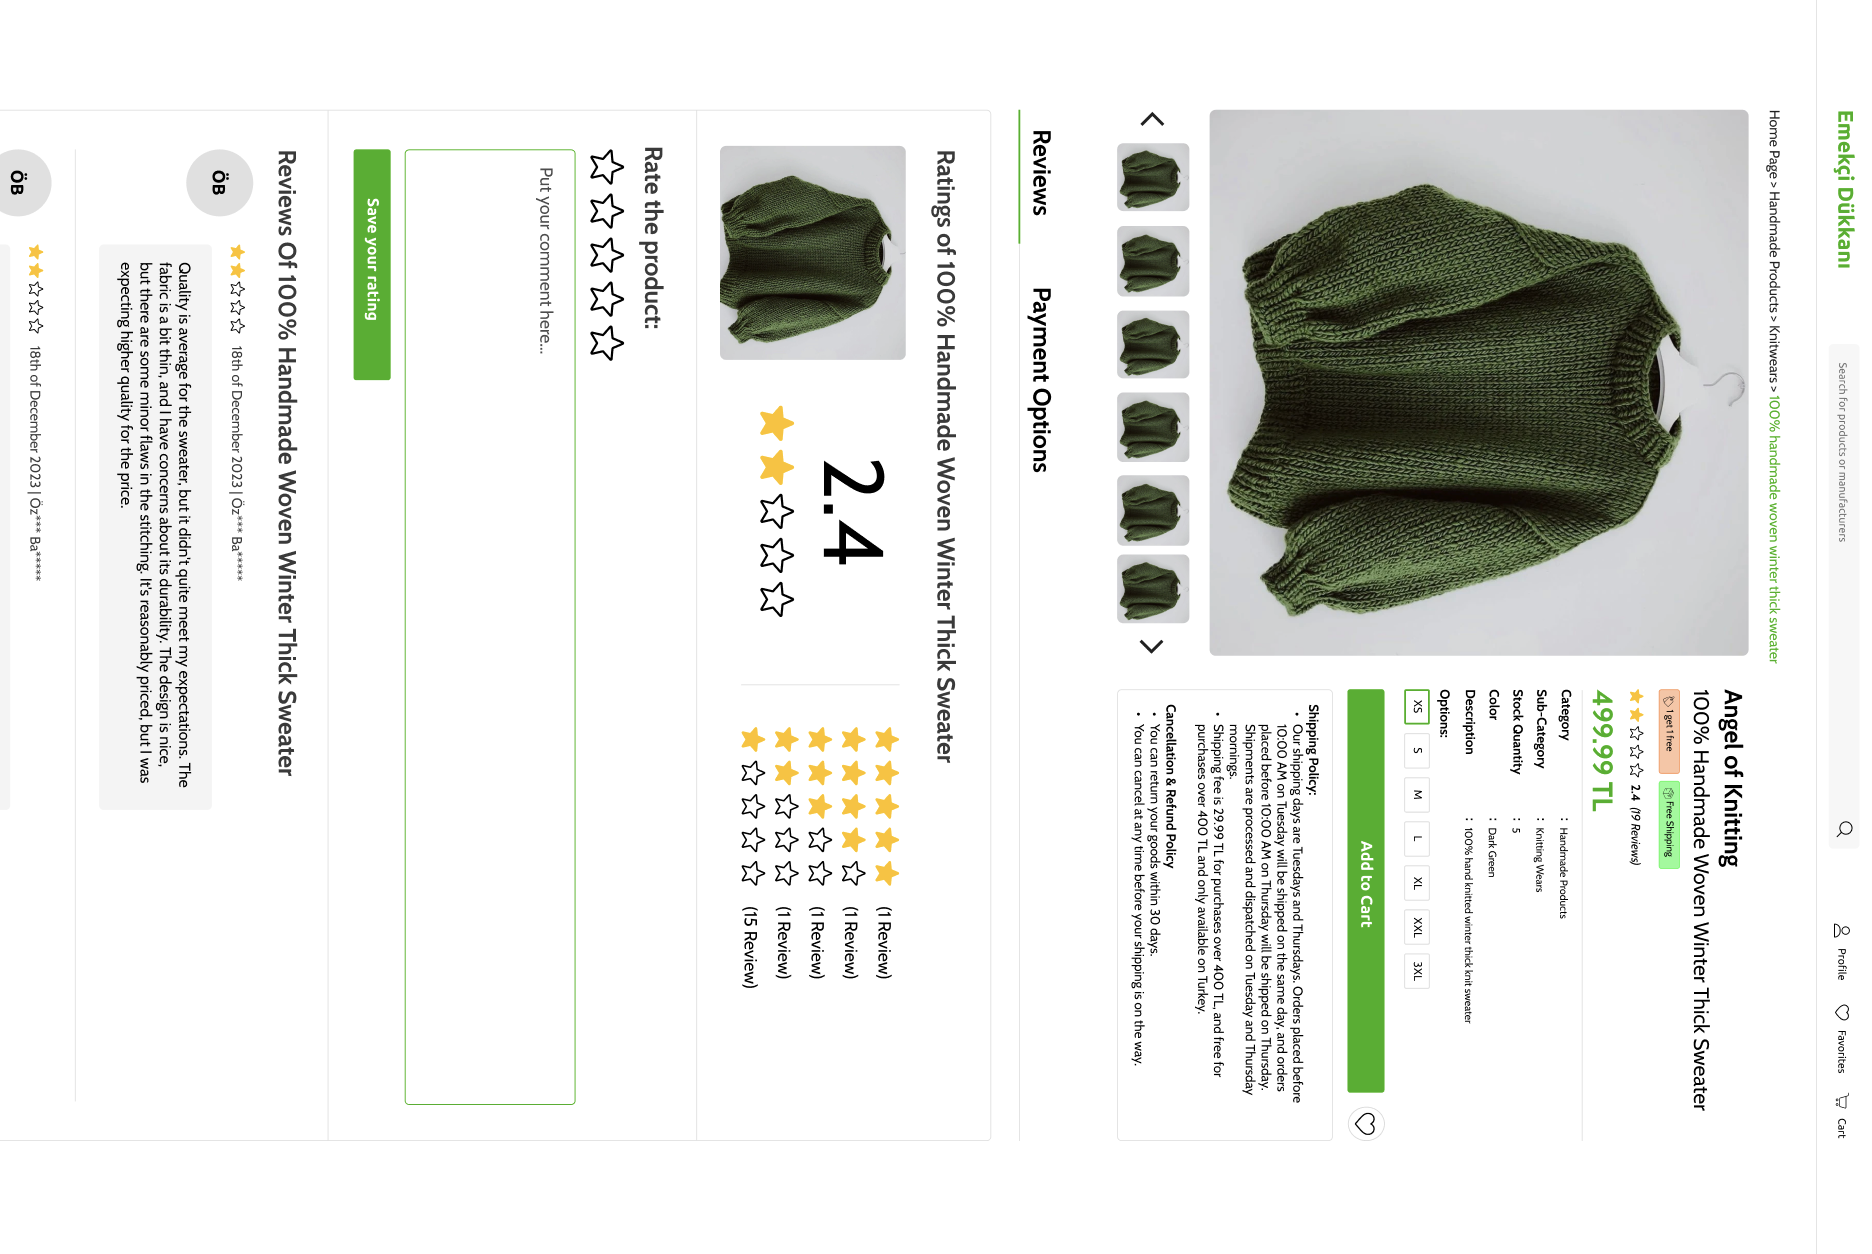 Emekçi Dükkanı
Search for products or manufacturers
Profile
Favorites
Cart
Home Page > Handmade Products > Knitwears > 100% handmade woven winter thick sweater
Angel of Knitting
100% Handmade Woven Winter Thick Sweater
1 get 1 free
Free Shipping
2.4 (19 Reviews)
499.99 TL
Category : Handmade Products
Sub-Category : Knitting Wears
Stock Quantity : 5
Color : Dark Green
Description : 100% hand knitted winter thick knit sweater
Options:
XS S M L XL XXL 3XL
Add to Cart
Shipping Policy:
• Our shipping days are Tuesdays and Thursdays. Orders placed before
10:00 AM on Tuesday will be shipped on the same day, and orders
placed before 10:00 AM on Thursday will be shipped on Thursday.
Shipments are processed and dispatched on Tuesday and Thursday
mornings.
• Shipping fee is 29.99 TL for purchases over 400 TL, and free for
purchases over 400 TL and only available on Turkey.
Cancellation & Refund Policy
• You can return your goods within 30 days.
• You can cancel at any time before your shipping is on the way.
Reviews
Payment Options
Ratings of 100% Handmade Woven Winter Thick Sweater
2.4
(1 Review)
(1 Review)
(1 Review)
(1 Review)
(15 Review)
Rate the product:
Put your comment here...
Save your rating
Reviews Of 100% Handmade Woven Winter Thick Sweater
ÖB
18th of December 2023 | Öz*** Ba*****
Quality is average for the sweater, but it didn't quite meet my expectations. The
fabric is a bit thin, and I have concerns about its durability. The design is nice,
but there are some minor flaws in the stitching. It's reasonably priced, but I was
expecting higher quality for the price.
ÖB
18th of December 2023 | Öz*** Ba*****